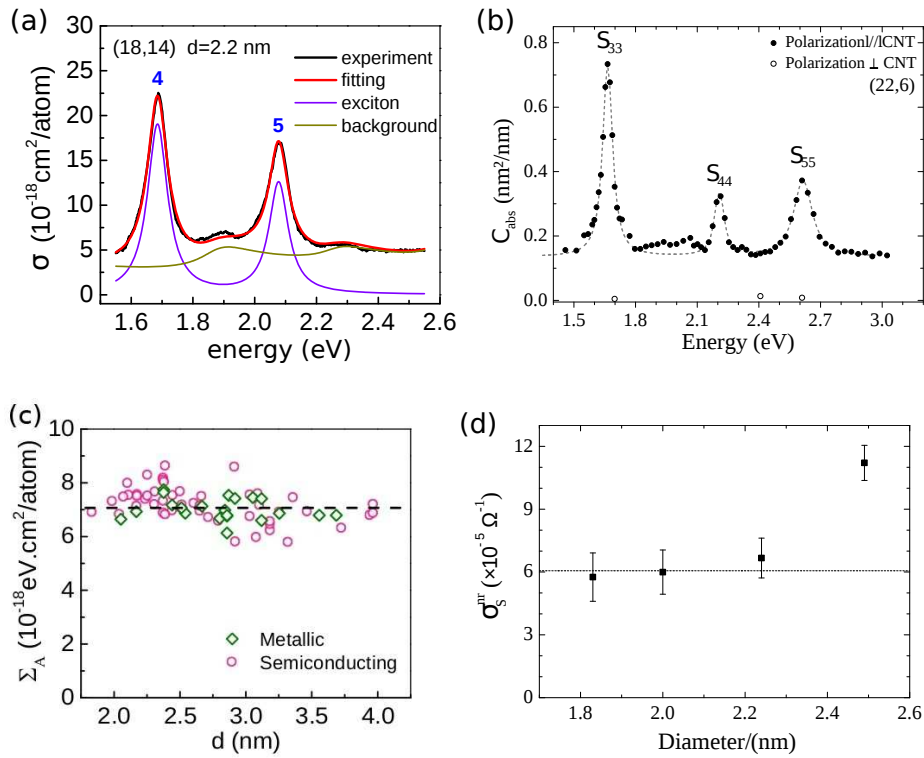 (a)
(18,14) d=2.2 nm
4
5
experiment
fitting
exciton
background
σ (10⁻¹⁸cm²/atom)
30
25
20
15
10
5
0
1.6 1.8 2.0 2.2 2.4 2.6
energy (eV)
(b)
S₃₃
S₄₄
S₅₅
Polarization//CNT
Polarization ⊥ CNT
(22,6)
C_abs (nm²/nm)
0.8
0.6
0.4
0.2
0.0
1.5 1.8 2.1 2.4 2.7 3.0
Energy (eV)
(c)
Σ_A (10⁻¹⁸eV.cm²/atom)
10
8
6
4
2
0
Metallic
Semiconducting
2.0 2.5 3.0 3.5 4.0
d (nm)
(d)
σ_S^nr (×10⁻⁵ Ω⁻¹)
12
9
6
3
0
1.8 2.0 2.2 2.4 2.6
Diameter/(nm)